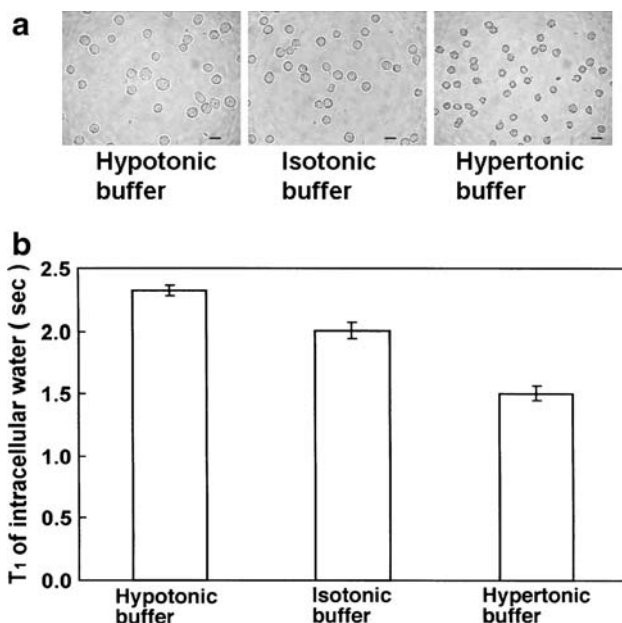 a
Hypotonic buffer
Isotonic buffer
Hypertonic buffer
b
T₁ of intracellular water ( sec )
2.5
2.0
1.5
1.0
0.5
0.0
Hypotonic buffer
Isotonic buffer
Hypertonic buffer